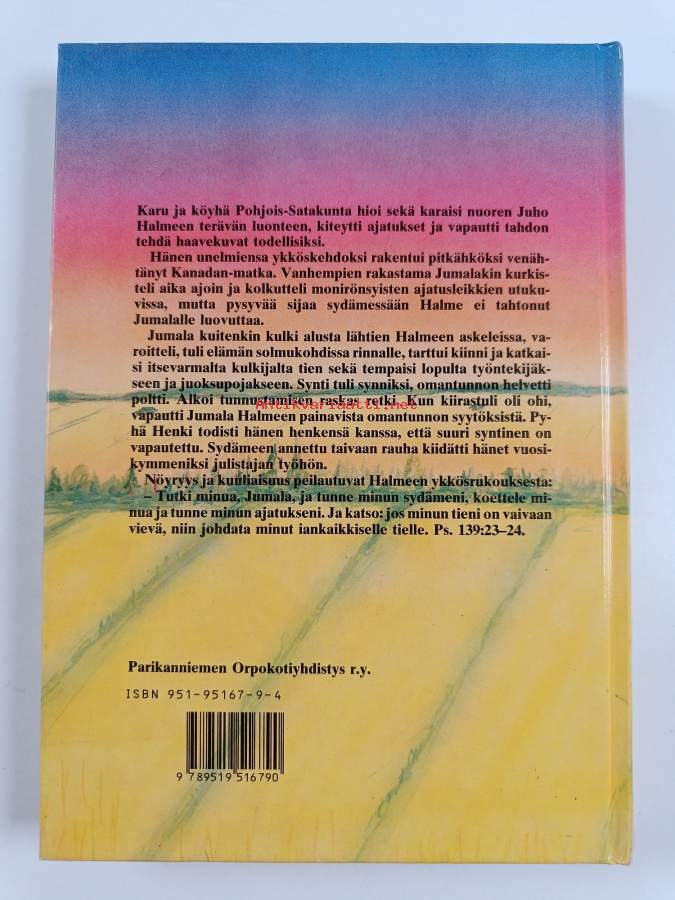 Karu ja köyhä Pohjois-Satakunta hioi sekä karaisi nuoren Juho
Halmeen terävän luonteen, kiteytti ajatukset ja vapautti tahdon
tehdä haavekuvat todellisiksi.
Hänen unelmiensa ykköskehdoksi rakentui pitkähköksi venäh-
tänyt Kanadan-matka. Vanhempien rakastama Jumalakin kurkis-
teli aika ajoin ja kolkutteli monirönsyisten ajatusleikkien utuku-
vissa, mutta pysyvää sijaa sydämessään Halme ei tahtonut
Jumalalle luovuttaa.
Jumala kuitenkin kulki alusta lähtien Halmeen askeleissa, va-
roitteli, tuli elämän solmukohdissa rinnalle, tarttui kiinni ja katkai-
si itsevarmalta kulkijalta tien sekä tempaisi lopulta työntekijäk-
seen ja juoksupojakseen. Synti tuli synniksi, omantunnon helvetti
poltti. Alkoi tunnustamisen raskas retki. Kun kiirastuli oli ohi,
Antikvariaatti.net
vapautti Jumala Halmeen painavista omantunnon syytöksistä. Py-
hä Henki todisti hänen henkensä kanssa, että suuri syntinen on
vapautettu. Sydämeen annettu taivaan rauha kiidätti hänet vuosi-
kymmeniksi julistajan työhön.
Nöyryys ja kuuliaisuus peilautuvat Halmeen ykkösrukouksesta:
– Tutki minua, Jumala, ja tunne minun sydämeni, koettele mi-
nua ja tunne minun ajatukseni. Ja katso: jos minun tieni on vaivaan
vievä, niin johdata minut iankaikkiselle tielle. Ps. 139:23–24.
Parikanniemen Orpokotiyhdistys r.y.
ISBN 951-95167-9-4
9 789519 516790